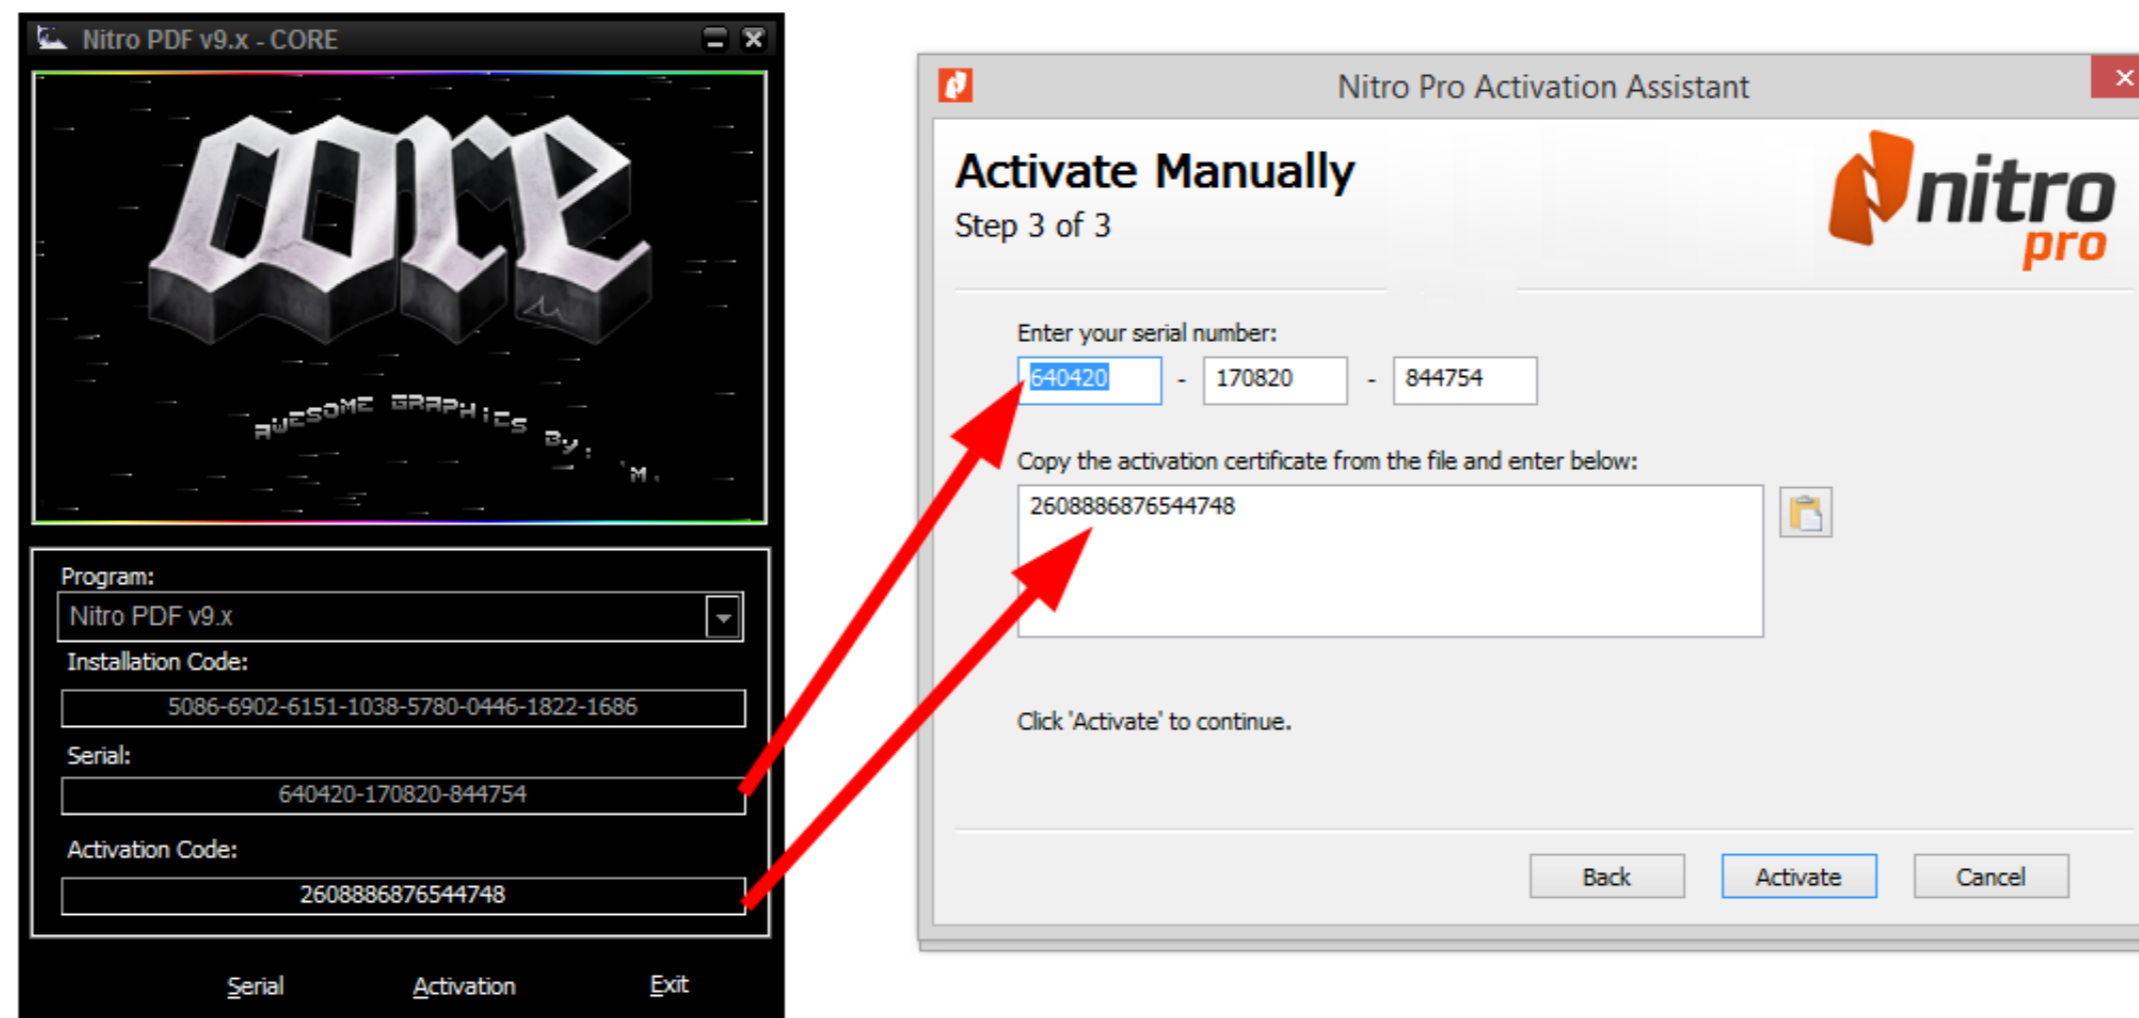 Nitro PDF v9.x - CORE
core
AWESOME GRAPHICS BY: 'M.
Program:
Nitro PDF v9.x
Installation Code:
5086-6902-6151-1038-5780-0446-1822-1686
Serial:
640420-170820-844754
Activation Code:
2608886876544748
Serial Activation Exit
Nitro Pro Activation Assistant
Activate Manually
Step 3 of 3
nitro
pro
Enter your serial number:
640420 - 170820 - 844754
Copy the activation certificate from the file and enter below:
2608886876544748
Click 'Activate' to continue.
Back Activate Cancel